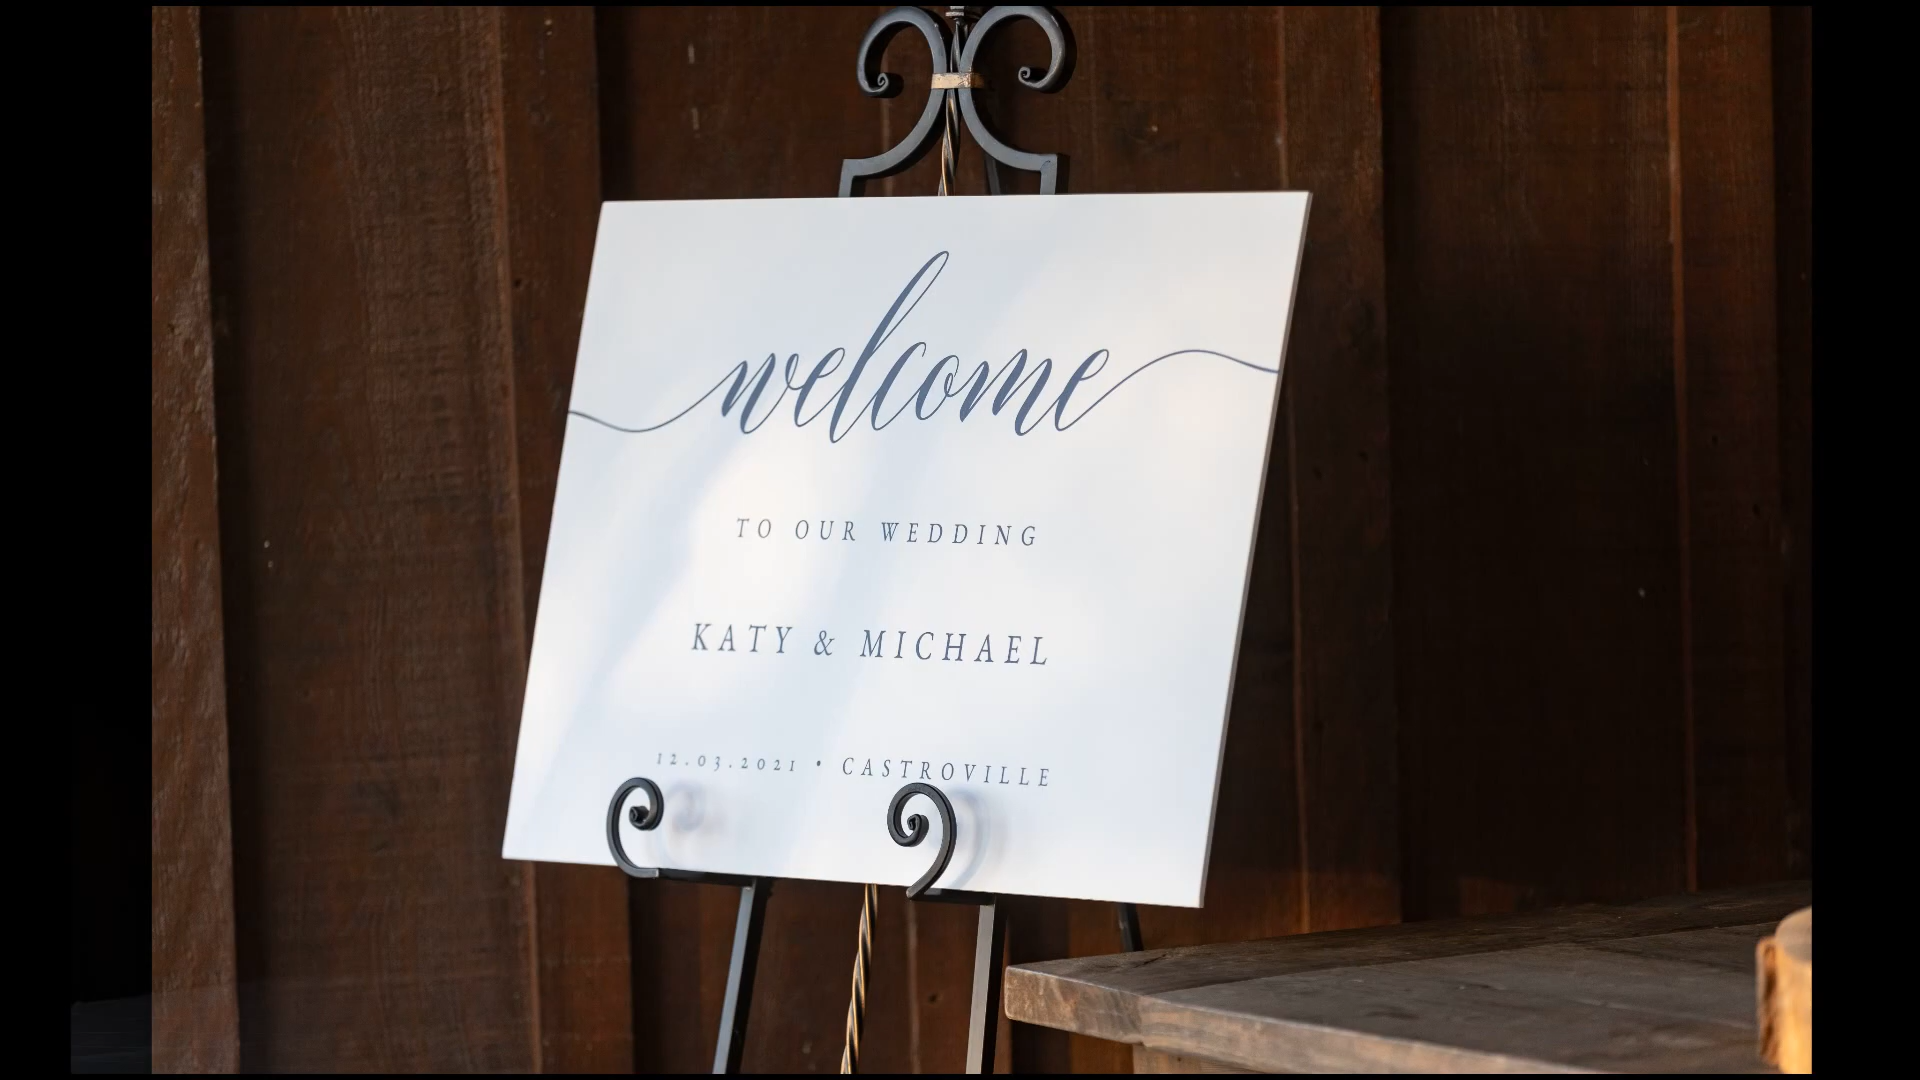 welcome
TO OUR WEDDING
KATY & MICHAEL
12.03.2021 • CASTROVILLE